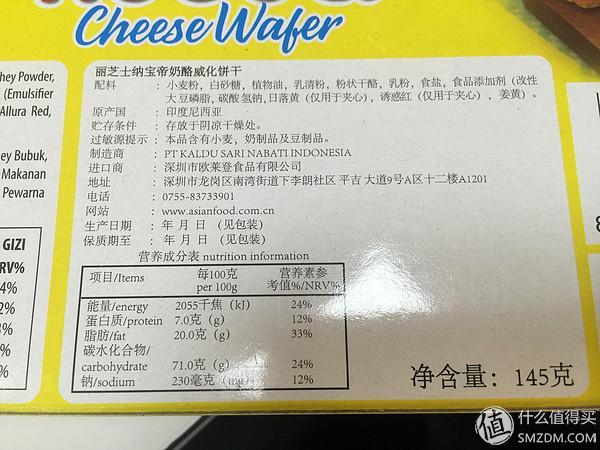 Cheese Wafer
hey Powder,
(Emulsifier
Allura Red,
ey Bubuk,
Makanan
Pewarna
GIZI
RV%
4%
2%
3%
%
%
丽芝士纳宝帝奶酪威化饼干
配料 : 小麦粉，白砂糖，植物油，乳清粉，粉状干酪，乳粉，食盐，食品添加剂（改性
大豆磷脂，碳酸氢钠,日落黄（仅用于夹心），诱惑红（仅用于夹心），姜黄）。
原产国 : 印度尼西亚
贮存条件 : 存放于阴凉干燥处。
过敏源提示 : 本品含有小麦，奶制品及豆制品。
制造商 : PT KALDU SARI NABATI INDONESIA
进口商 : 深圳市欧莱登食品有限公司
地址 : 深圳市龙岗区南湾街道下李朗社区 平吉 大道9号A区十二楼A1201
电话 : 0755-83733901
网站 : www.asianfood.com.cn
生产日期 : 年 月 日（见包装）
保质期至 : 年 月 日（见包装）
营养成分表 nutrition information
项目/Items 每100克 per 100g 营养素参考值%/NRV%
能量/energy 2055千焦（kJ） 24%
蛋白质/protein 7.0克（g） 12%
脂肪/fat 20.0克（g） 33%
碳水化合物/
carbohydrate 71.0克（g） 24%
钠/sodium 230毫克（mg） 12%
净含量：145克
8
值 什么值得买
SMZDM.COM